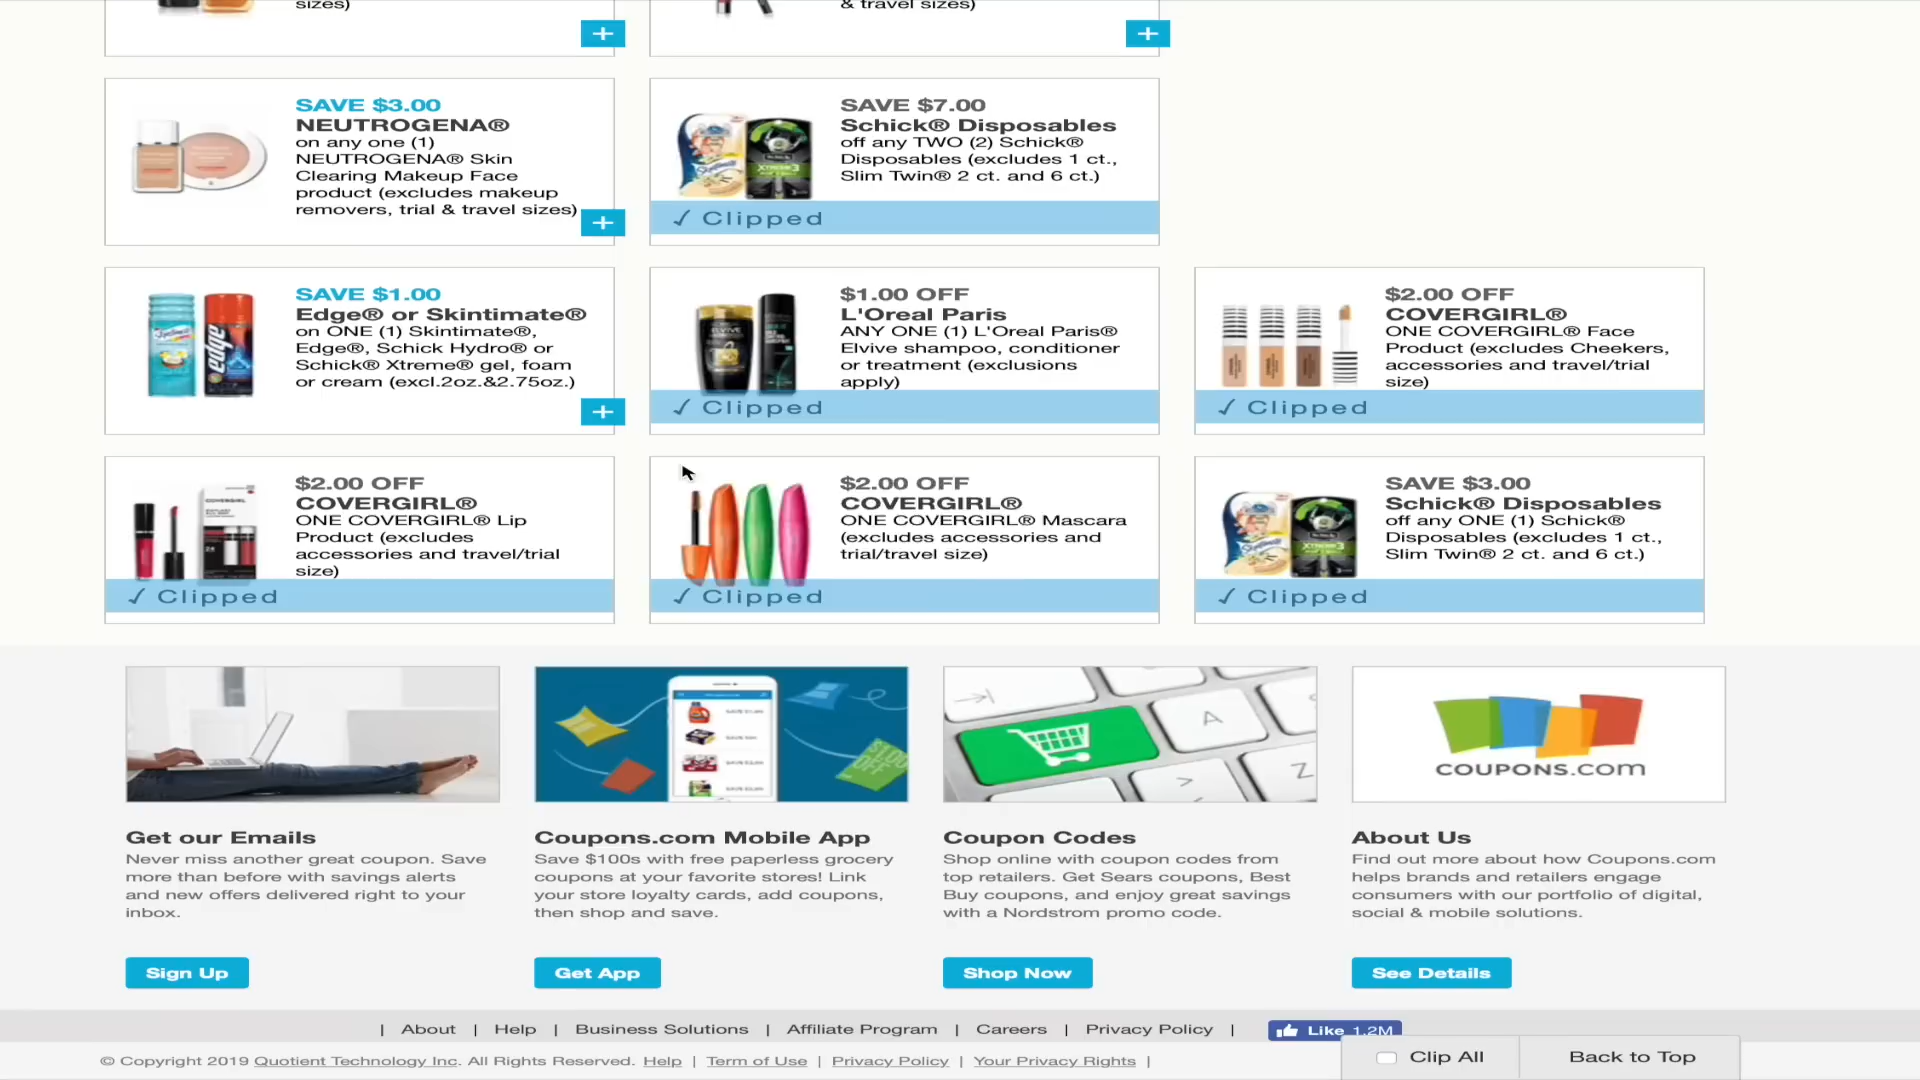 sizes)
& travel sizes)
+
+
SAVE $3.00
NEUTROGENA®
on any one (1)
NEUTROGENA® Skin
Clearing Makeup Face
product (excludes makeup
removers, trial & travel sizes)
+
SAVE $7.00
Schick® Disposables
off any TWO (2) Schick®
Disposables (excludes 1 ct.,
Slim Twin® 2 ct. and 6 ct.)
✓ Clipped
SAVE $1.00
Edge® or Skintimate®
on ONE (1) Skintimate®,
Edge®, Schick Hydro® or
Schick® Xtreme® gel, foam
or cream (excl.2oz.&2.75oz.)
+
edge
$1.00 OFF
L'Oreal Paris
ANY ONE (1) L'Oreal Paris®
Elvive shampoo, conditioner
or treatment (exclusions
apply)
✓ Clipped
ELVIVE
$2.00 OFF
COVERGIRL®
ONE COVERGIRL® Face
Product (excludes Cheekers,
accessories and travel/trial
size)
✓ Clipped
$2.00 OFF
COVERGIRL®
ONE COVERGIRL® Lip
Product (excludes
accessories and travel/trial
size)
✓ Clipped
COVERGIRL
$2.00 OFF
COVERGIRL®
ONE COVERGIRL® Mascara
(excludes accessories and
trial/travel size)
✓ Clipped
SAVE $3.00
Schick® Disposables
off any ONE (1) Schick®
Disposables (excludes 1 ct.,
Slim Twin® 2 ct. and 6 ct.)
✓ Clipped
A
Z
COUPONS.com
Get our Emails
Never miss another great coupon. Save
more than before with savings alerts
and new offers delivered right to your
inbox.
Sign Up
Coupons.com Mobile App
Save $100s with free paperless grocery
coupons at your favorite stores! Link
your store loyalty cards, add coupons,
then shop and save.
Get App
Coupon Codes
Shop online with coupon codes from
top retailers. Get Sears coupons, Best
Buy coupons, and enjoy great savings
with a Nordstrom promo code.
Shop Now
About Us
Find out more about how Coupons.com
helps brands and retailers engage
consumers with our portfolio of digital,
social & mobile solutions.
See Details
| About | Help | Business Solutions | Affiliate Program | Careers | Privacy Policy |
Like 1.2M
© Copyright 2019 Quotient Technology Inc. All Rights Reserved. Help | Term of Use | Privacy Policy | Your Privacy Rights |
Clip All
Back to Top